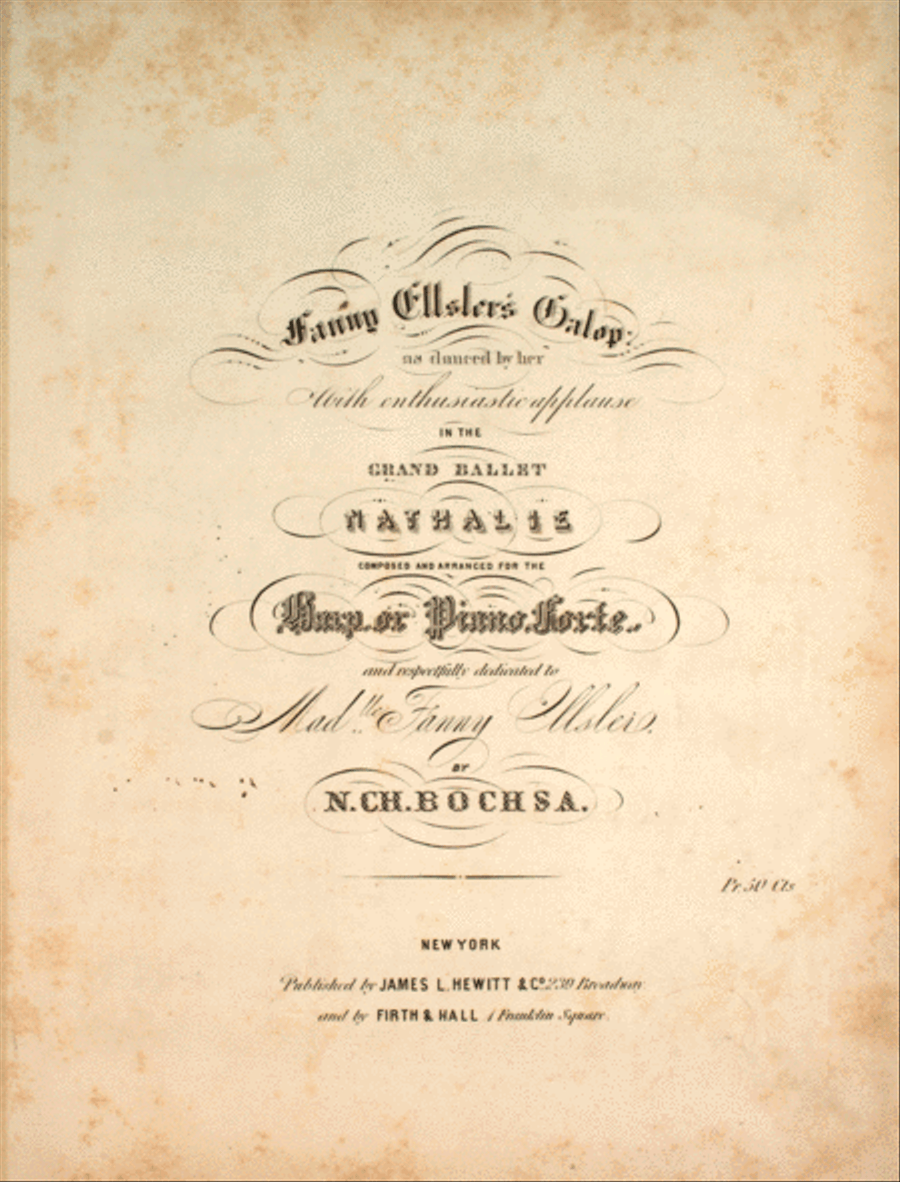 Fanny Ellsler's Galop:
as danced by her
With enthusiastic applause
IN THE
GRAND BALLET
NATHALIE
COMPOSED AND ARRANGED FOR THE
Harp or Piano Forte.
and respectfully dedicated to
Mad.lle Fanny Ellsler.
BY
N.CH.BOCHSA.
Pr. 50 Cts
NEW YORK
Published by JAMES L. HEWITT & Co. 239 Broadway
and by FIRTH & HALL 1 Franklin Square.